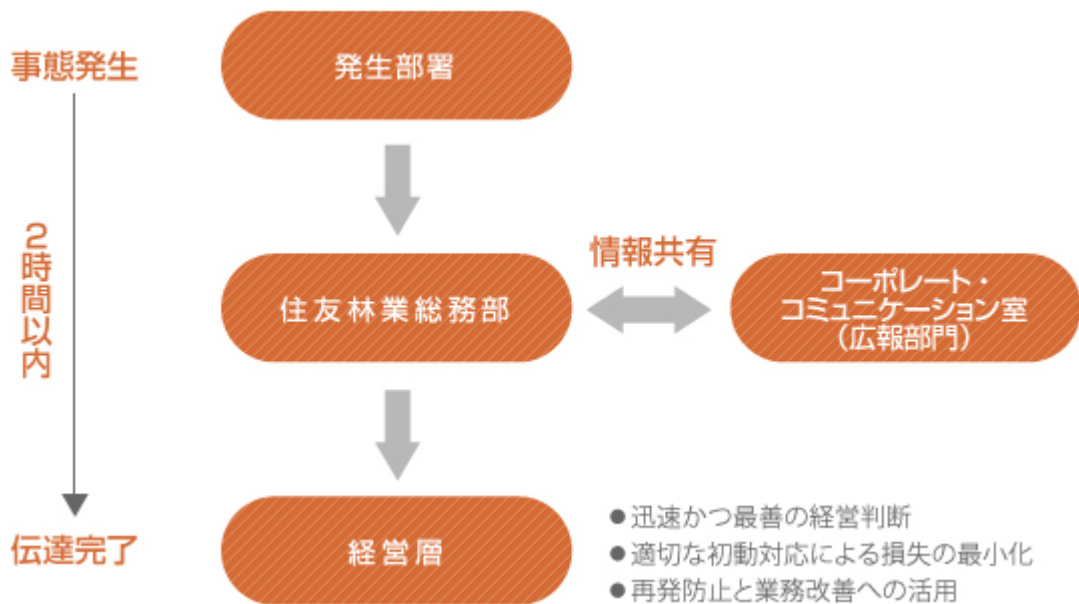 事態発生
発生部署
2時間以内
情報共有
住友林業総務部
コーポレート・
コミュニケーション室
（広報部門）
伝達完了
経営層
●迅速かつ最善の経営判断
●適切な初動対応による損失の最小化
●再発防止と業務改善への活用